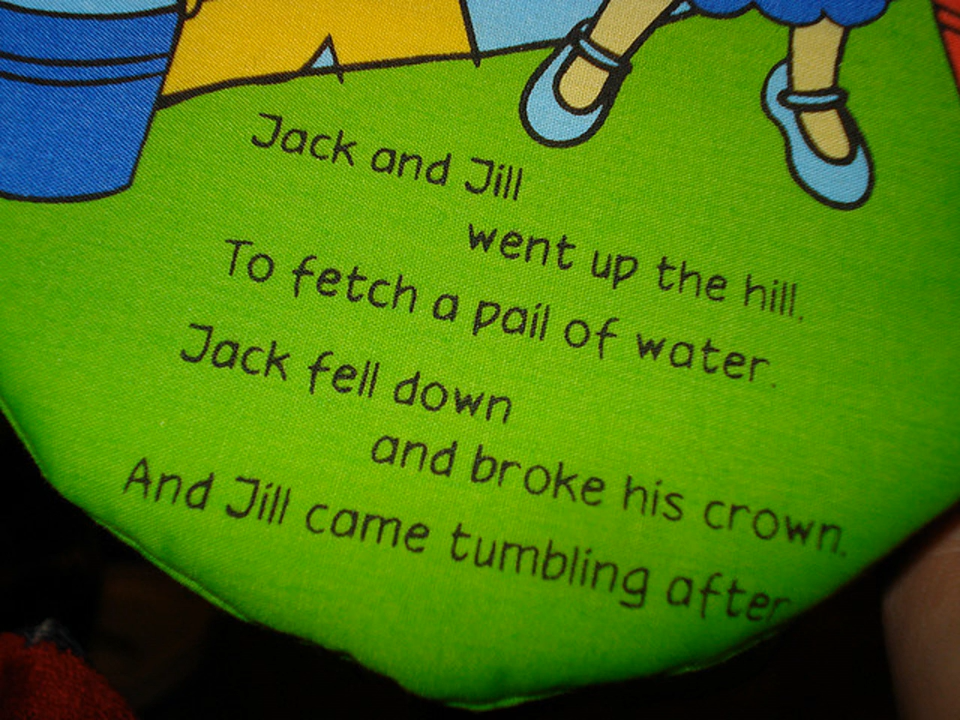 Jack and Jill
went up the hill.
To fetch a pail of water.
Jack fell down
and broke his crown.
And Jill came tumbling after